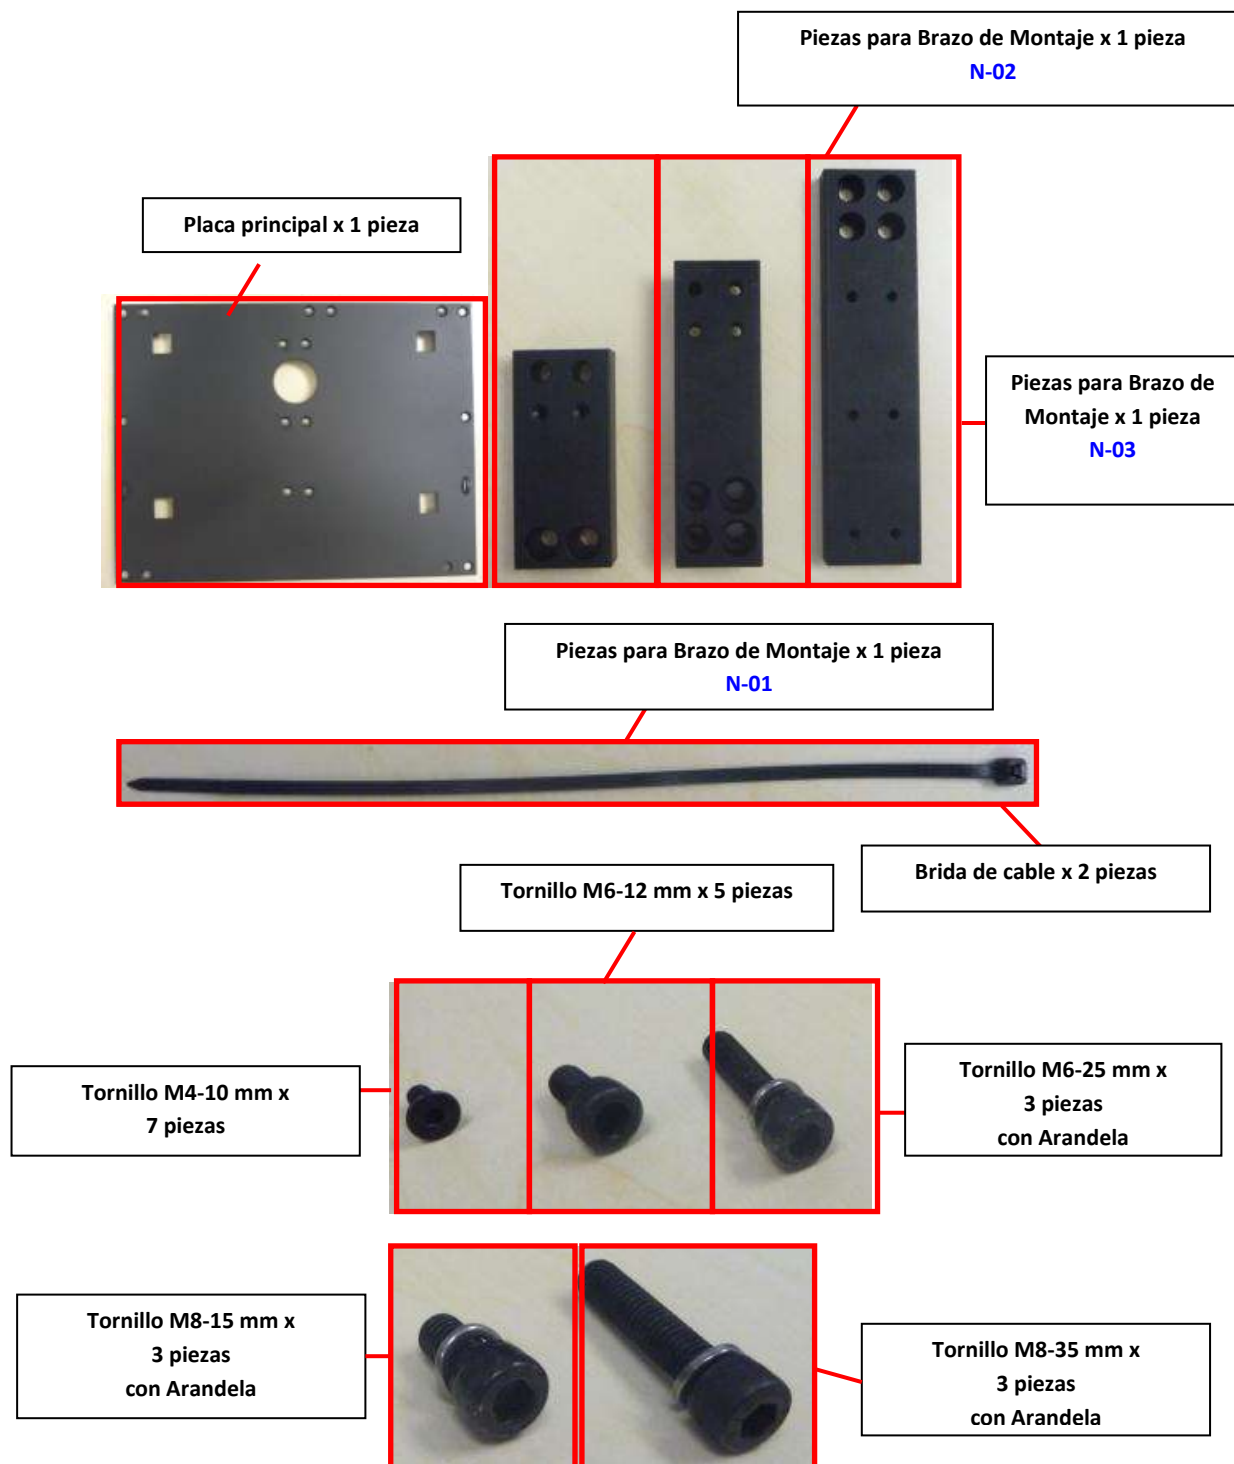 Piezas para Brazo de Montaje x 1 pieza
N-02
Placa principal x 1 pieza
Piezas para Brazo de
Montaje x 1 pieza
N-03
Piezas para Brazo de Montaje x 1 pieza
N-01
Brida de cable x 2 piezas
Tornillo M6-12 mm x 5 piezas
Tornillo M4-10 mm x
7 piezas
Tornillo M6-25 mm x
3 piezas
con Arandela
Tornillo M8-15 mm x
3 piezas
con Arandela
Tornillo M8-35 mm x
3 piezas
con Arandela